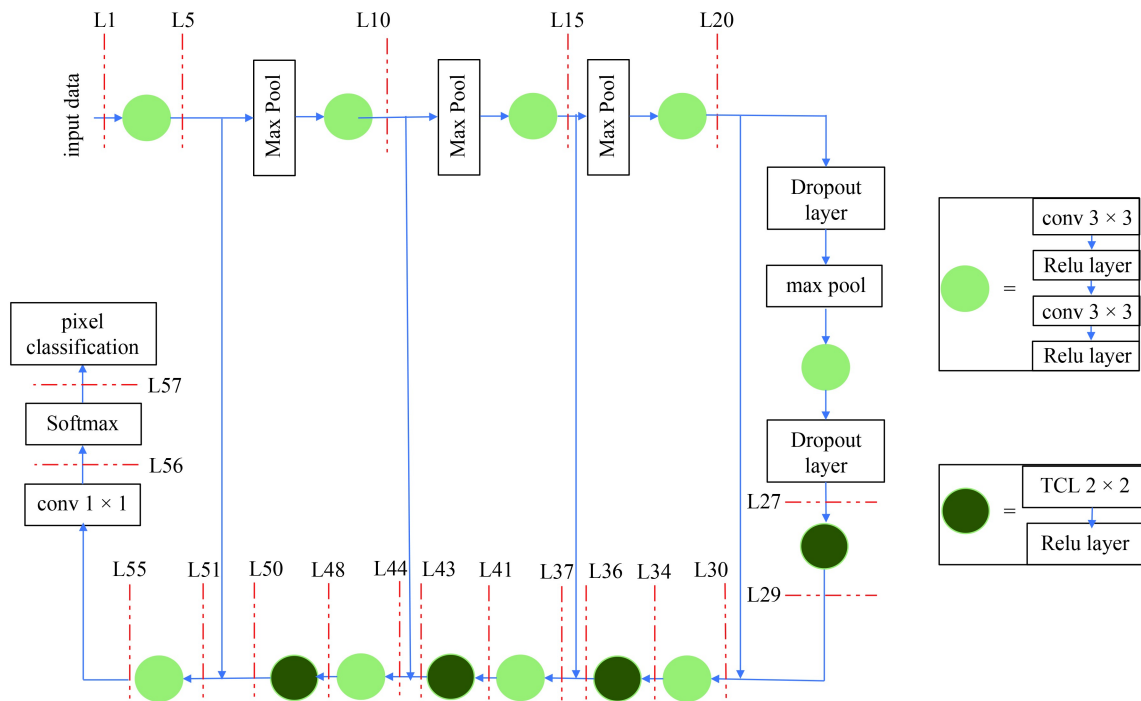 L1
L5
L10
L15
L20
input data
Max Pool
Max Pool
Max Pool
Dropout
layer
max pool
Dropout
layer
L27
L29
conv 3 × 3
Relu layer
conv 3 × 3
Relu layer
=
TCL 2 × 2
Relu layer
=
pixel
classification
L57
Softmax
L56
conv 1 × 1
L55
L51
L50
L48
L44
L43
L41
L37
L36
L34
L30